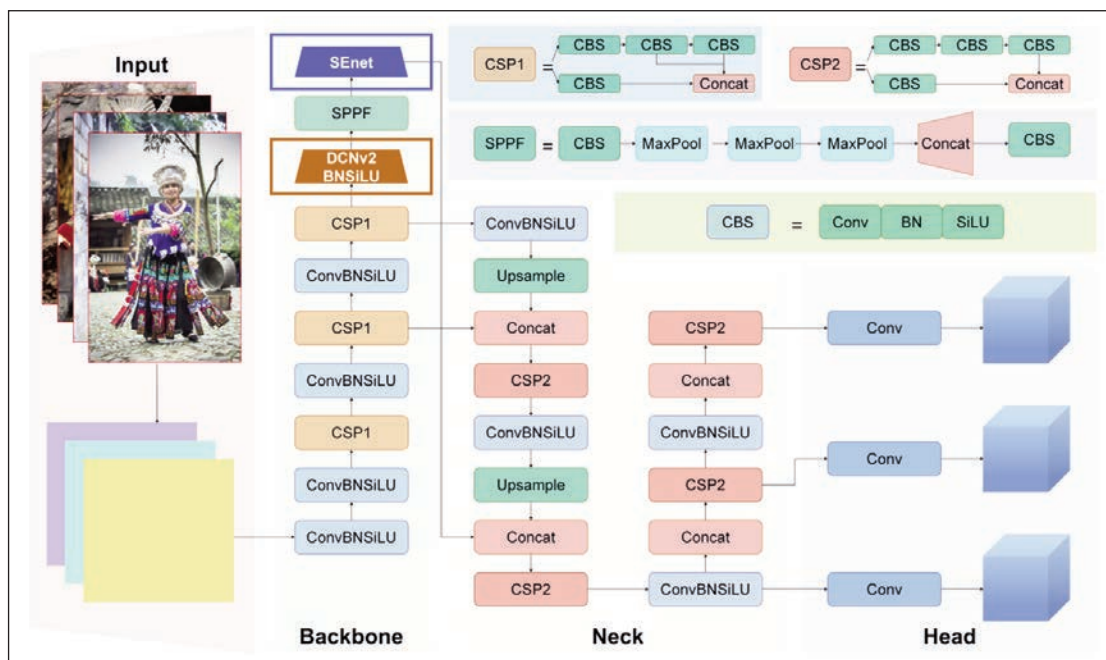 Input
SEnet
SPPF
DCNv2
BNSiLU
CSP1
ConvBNSiLU
CSP1
ConvBNSiLU
CSP1
ConvBNSiLU
ConvBNSiLU
Backbone
CSP1 = CBS CBS CBS
CBS Concat
CSP2 = CBS CBS CBS
CBS Concat
SPPF = CBS MaxPool MaxPool MaxPool Concat CBS
CBS = Conv BN SiLU
ConvBNSiLU
Upsample
Concat
CSP2
ConvBNSiLU
Upsample
Concat
CSP2
CSP2
Concat
ConvBNSiLU
CSP2
Concat
ConvBNSiLU
Neck
Conv
Conv
Conv
Head